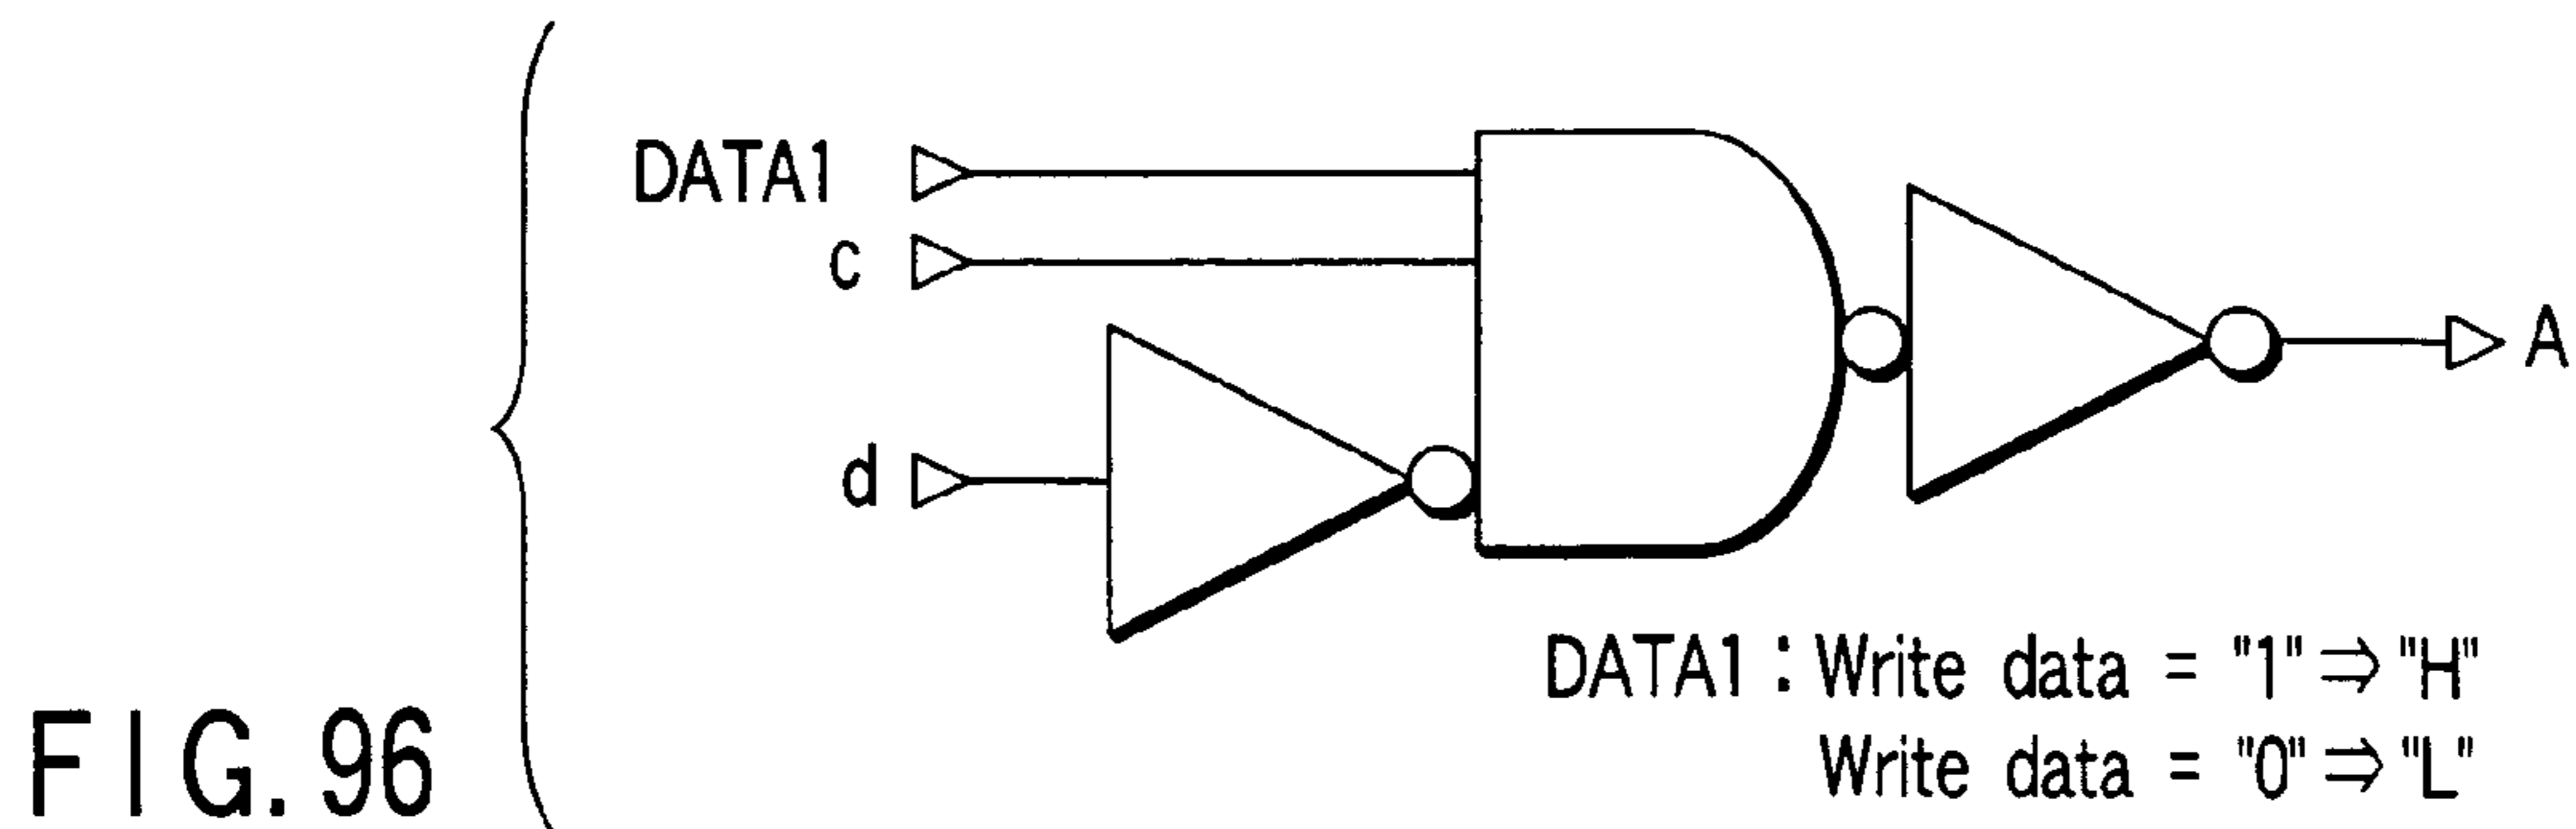 DATA1
c
d
A
DATA1 : Write data = "1" ⇒ "H"
Write data = "0" ⇒ "L"
FIG. 96